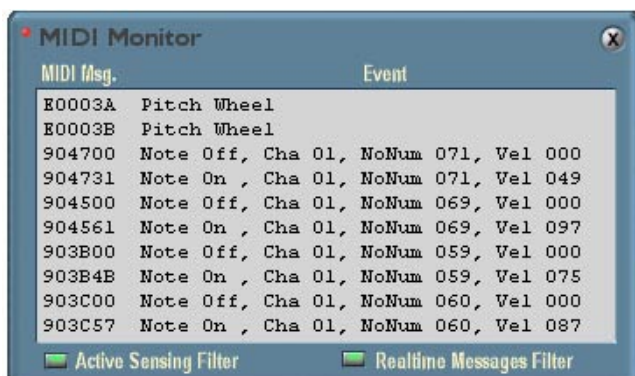 MIDI Monitor
X
MIDI Msg. Event
E0003A Pitch Wheel
E0003B Pitch Wheel
904700 Note Off, Cha 01, NoNum 071, Vel 000
904731 Note On , Cha 01, NoNum 071, Vel 049
904500 Note Off, Cha 01, NoNum 069, Vel 000
904561 Note On , Cha 01, NoNum 069, Vel 097
903B00 Note Off, Cha 01, NoNum 059, Vel 000
903B4B Note On , Cha 01, NoNum 059, Vel 075
903C00 Note Off, Cha 01, NoNum 060, Vel 000
903C57 Note On , Cha 01, NoNum 060, Vel 087
Active Sensing Filter Realtime Messages Filter